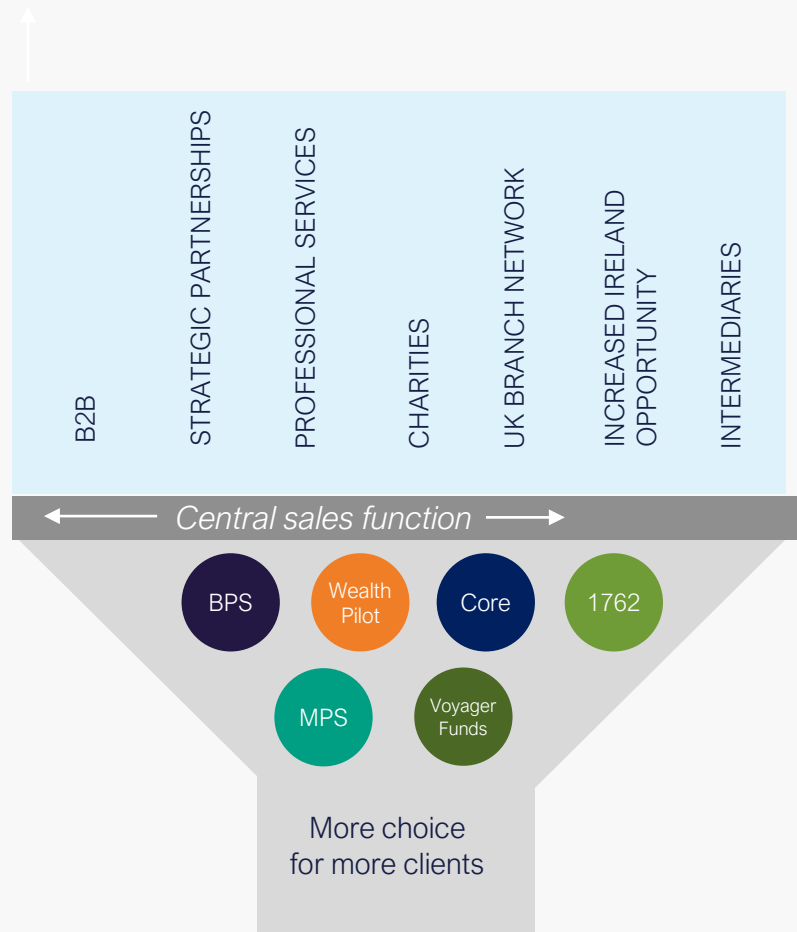 B2B
STRATEGIC PARTNERSHIPS
PROFESSIONAL SERVICES
CHARITIES
UK BRANCH NETWORK
INCREASED IRELAND
OPPORTUNITY
INTERMEDIARIES
Central sales function
BPS
Wealth
Pilot
Core
1762
MPS
Voyager
Funds
More choice
for more clients